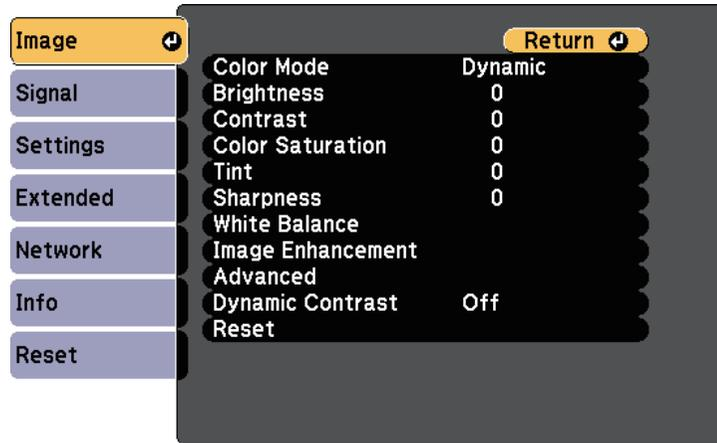 Image
Signal
Settings
Extended
Network
Info
Reset
Return
Color Mode Dynamic
Brightness 0
Contrast 0
Color Saturation 0
Tint 0
Sharpness 0
White Balance
Image Enhancement
Advanced
Dynamic Contrast Off
Reset